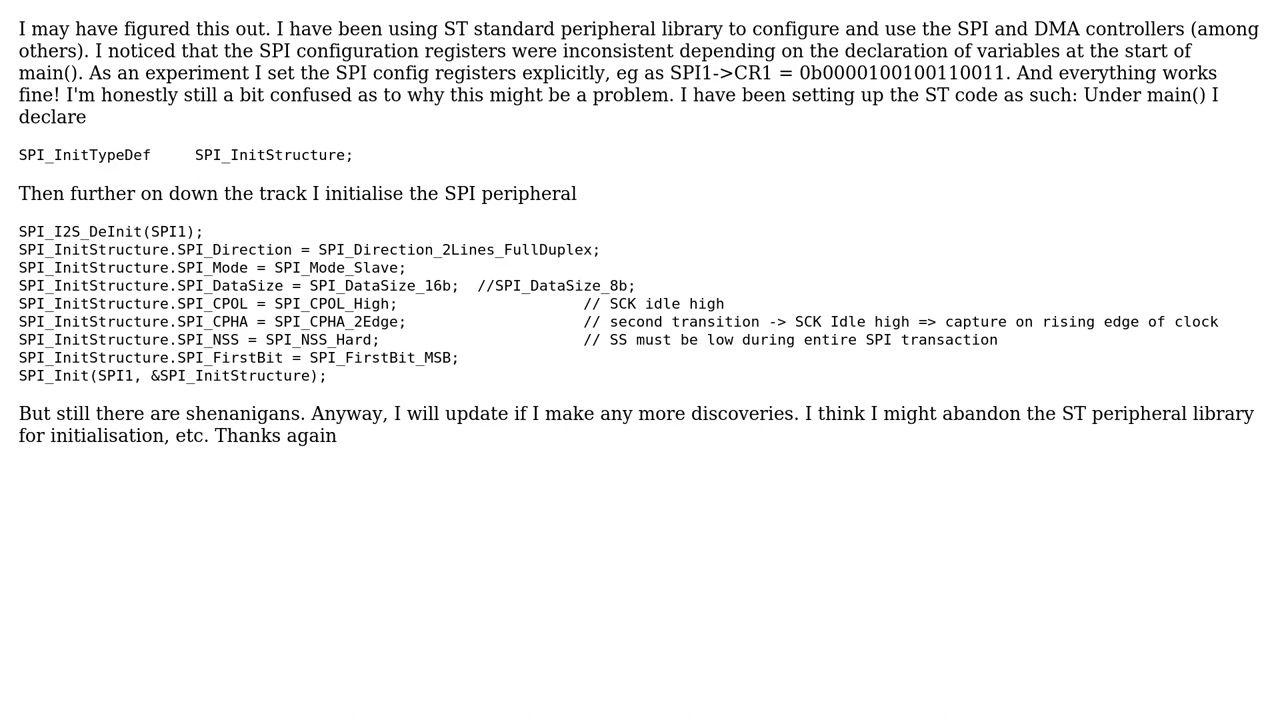 I may have figured this out. I have been using ST standard peripheral library to configure and use the SPI and DMA controllers (among
others). I noticed that the SPI configuration registers were inconsistent depending on the declaration of variables at the start of
main(). As an experiment I set the SPI config registers explicitly, eg as SPI1->CR1 = 0b0000100100110011. And everything works
fine! I'm honestly still a bit confused as to why this might be a problem. I have been setting up the ST code as such: Under main() I
declare
SPI_InitTypeDef     SPI_InitStructure;
Then further on down the track I initialise the SPI peripheral
SPI_I2S_DeInit(SPI1);
SPI_InitStructure.SPI_Direction = SPI_Direction_2Lines_FullDuplex;
SPI_InitStructure.SPI_Mode = SPI_Mode_Slave;
SPI_InitStructure.SPI_DataSize = SPI_DataSize_16b;  //SPI_DataSize_8b;
SPI_InitStructure.SPI_CPOL = SPI_CPOL_High;                     // SCK idle high
SPI_InitStructure.SPI_CPHA = SPI_CPHA_2Edge;                    // second transition -> SCK Idle high => capture on rising edge of clock
SPI_InitStructure.SPI_NSS = SPI_NSS_Hard;                       // SS must be low during entire SPI transaction
SPI_InitStructure.SPI_FirstBit = SPI_FirstBit_MSB;
SPI_Init(SPI1, &SPI_InitStructure);
But still there are shenanigans. Anyway, I will update if I make any more discoveries. I think I might abandon the ST peripheral library
for initialisation, etc. Thanks again